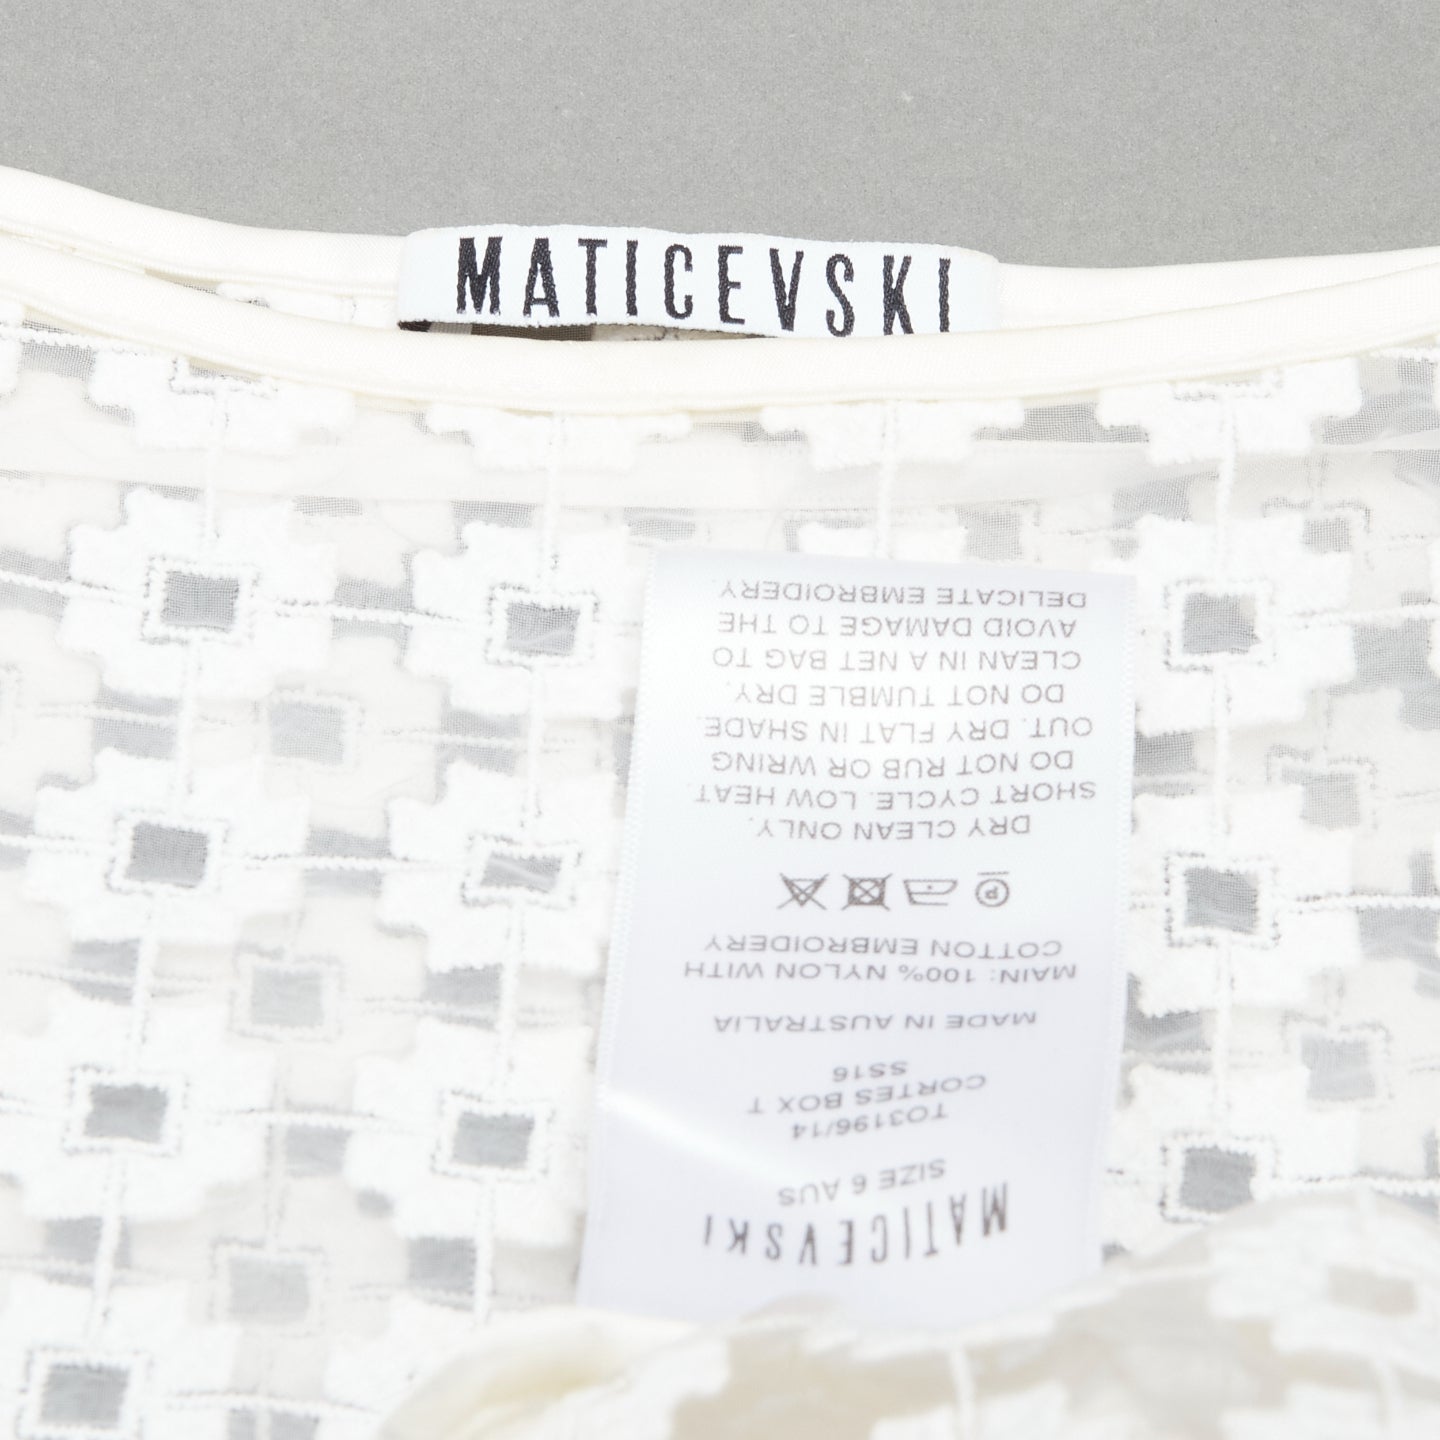 MATICEVSKI
MATICEVSKI
SIZE 6 AUS
TO3196/14
CORTES BOX T
SS16
MADE IN AUSTRALIA
MAIN: 100% NYLON WITH
COTTON EMBROIDERY
P
DRY CLEAN ONLY.
SHORT CYCLE. LOW HEAT.
DO NOT RUB OR WRING
OUT. DRY FLAT IN SHADE.
DO NOT TUMBLE DRY.
CLEAN IN A NET BAG TO
AVOID DAMAGE TO THE
DELICATE EMBROIDERY.